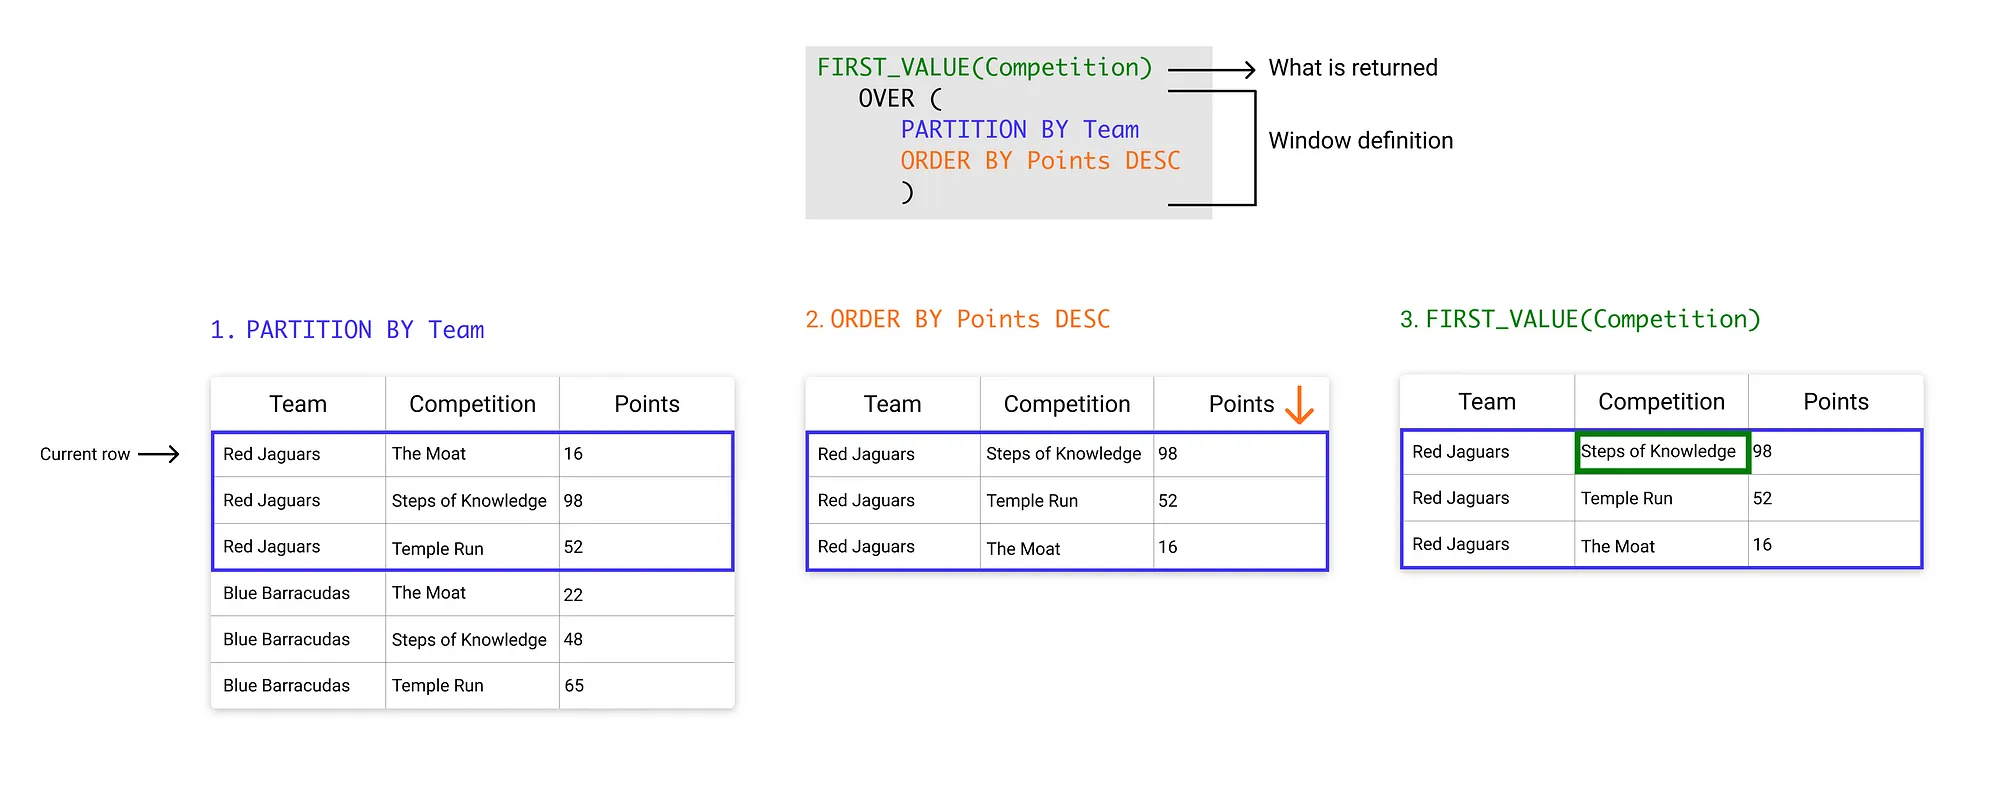 FIRST_VALUE(Competition)
What is returned
OVER (
PARTITION BY Team
Window definition
ORDER BY Points DESC
)
1. PARTITION BY Team
Team Competition Points
Current row
Red Jaguars The Moat 16
Red Jaguars Steps of Knowledge 98
Red Jaguars Temple Run 52
Blue Barracudas The Moat 22
Blue Barracudas Steps of Knowledge 48
Blue Barracudas Temple Run 65
2. ORDER BY Points DESC
Team Competition Points
Red Jaguars Steps of Knowledge 98
Red Jaguars Temple Run 52
Red Jaguars The Moat 16
3. FIRST_VALUE(Competition)
Team Competition Points
Red Jaguars Steps of Knowledge 98
Red Jaguars Temple Run 52
Red Jaguars The Moat 16